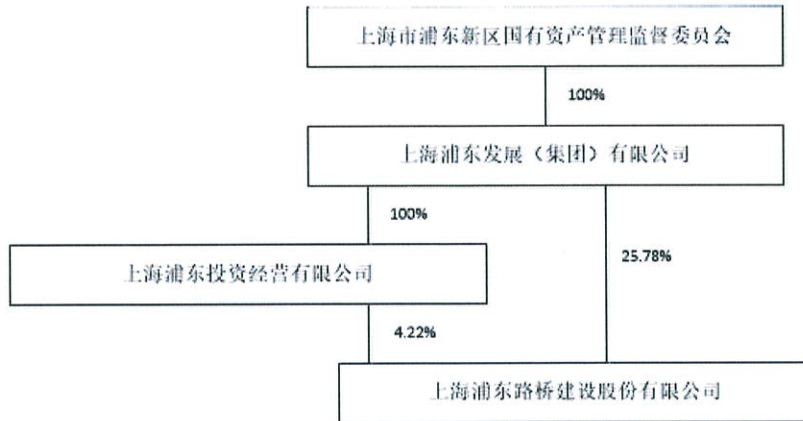 上海市浦东新区国有资产管理监督委员会
100%
上海浦东发展（集团）有限公司
100%
25.78%
上海浦东投资经营有限公司
4.22%
上海浦东路桥建设股份有限公司